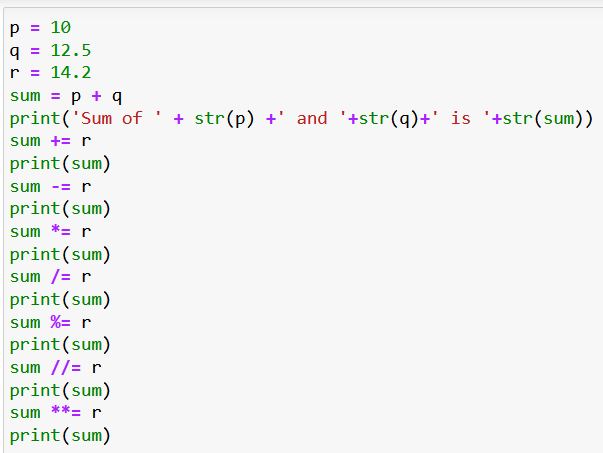 p = 10
q = 12.5
r = 14.2
sum = p + q
print('Sum of ' + str(p) +' and '+str(q)+' is '+str(sum))
sum += r
print(sum)
sum -= r
print(sum)
sum *= r
print(sum)
sum /= r
print(sum)
sum %= r
print(sum)
sum //= r
print(sum)
sum **= r
print(sum)